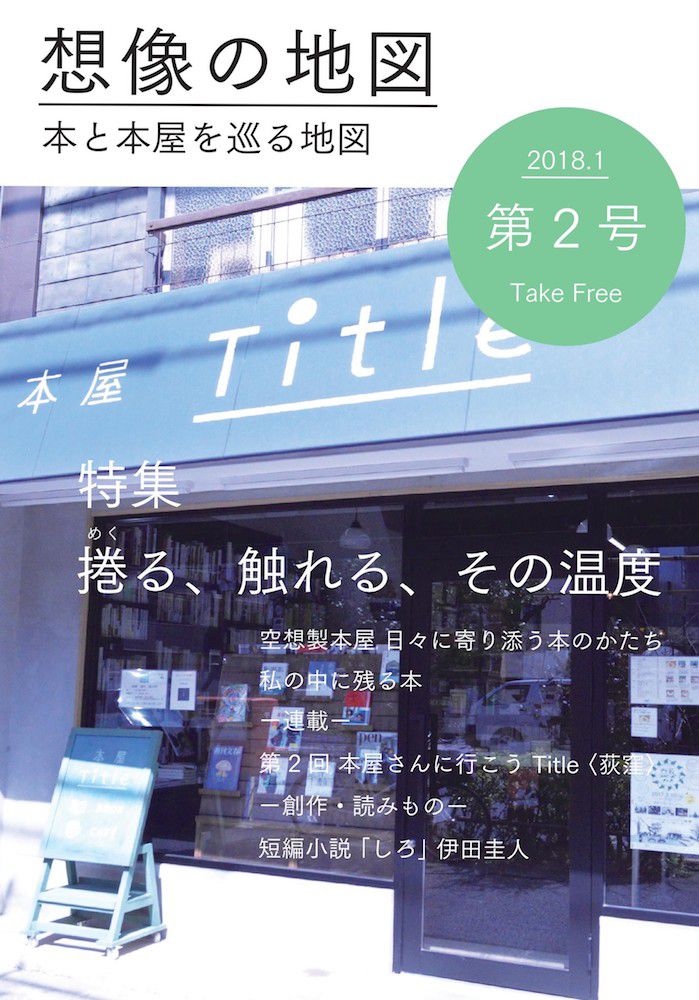 想像の地図
本と本屋を巡る地図
2018.1
第2号
Take Free
本屋 Title
特集
めく
捲る、触れる、その温度
空想製本屋 日々に寄り添う本のかたち
私の中に残る本
ー連載ー
第2回 本屋さんに行こう Title〈荻窪〉
ー創作・読みものー
短編小説「しろ」伊田圭人
pen
本屋
Title
CAFE